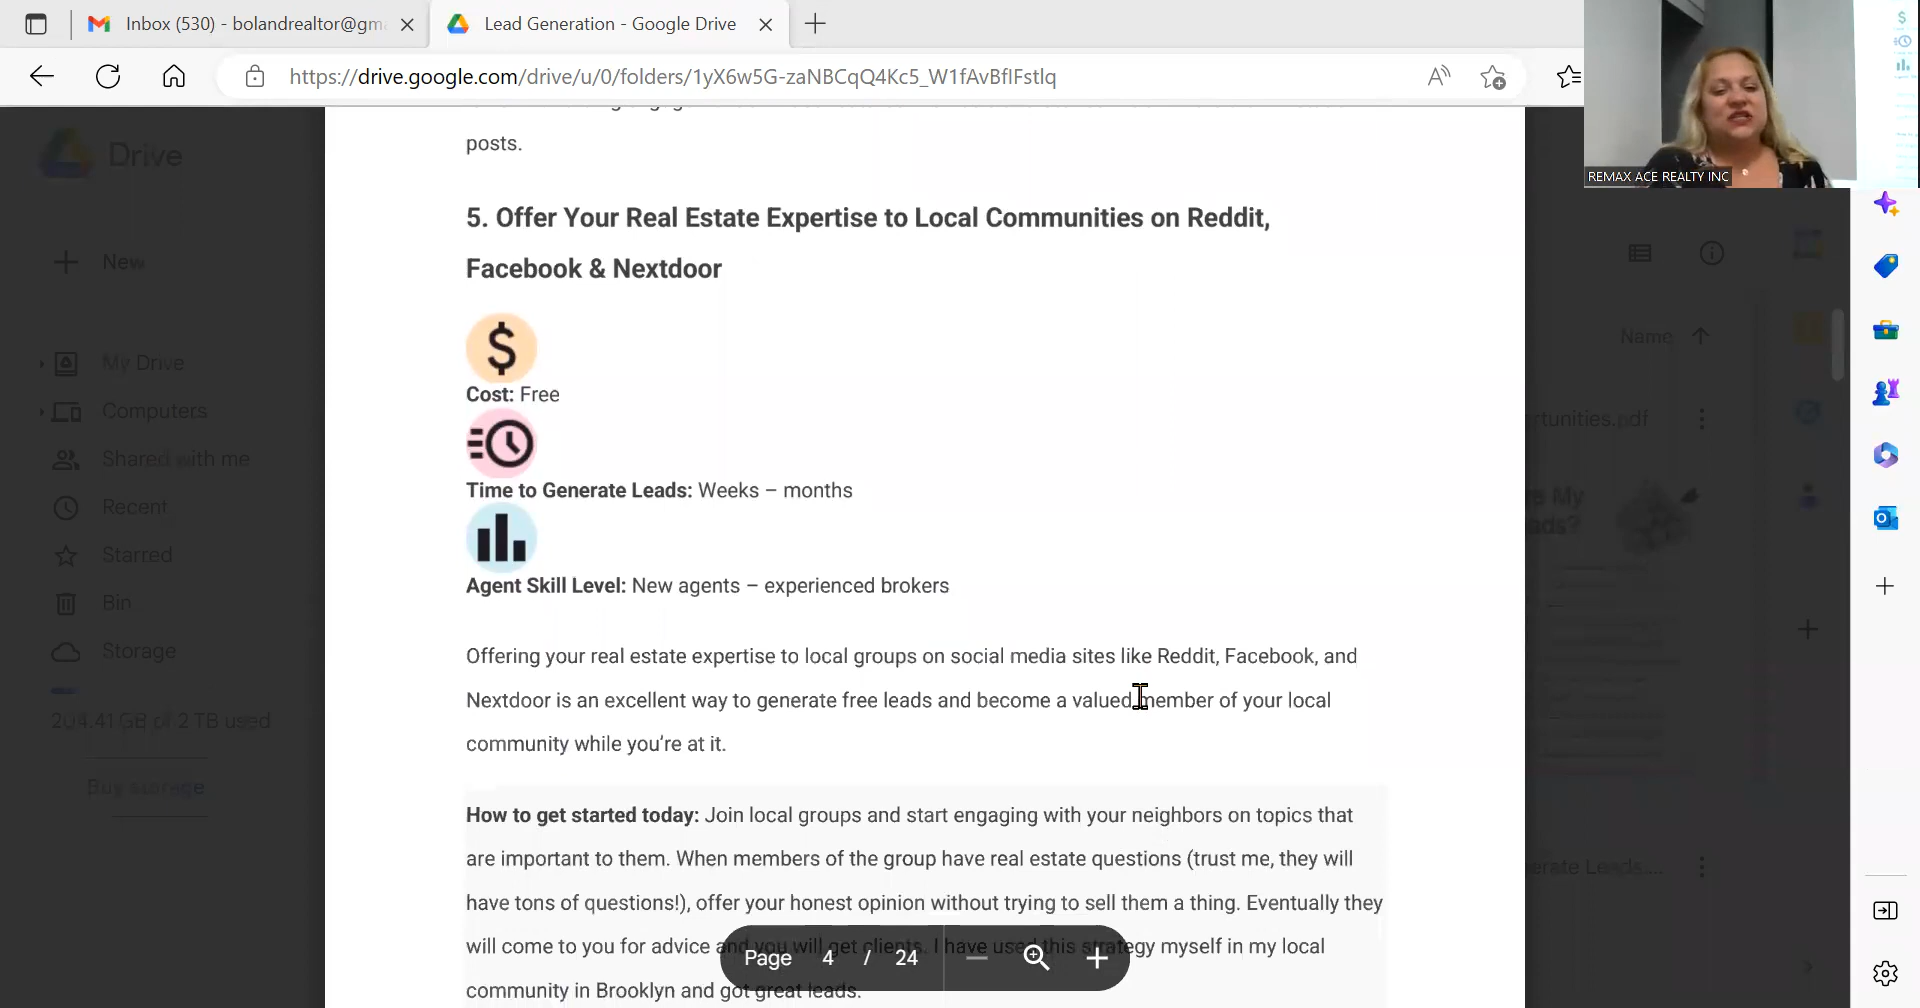 Inbox (530) - bolandrealtor@gm
Lead Generation - Google Drive
https://drive.google.com/drive/u/0/folders/1yX6w5G-zaNBCqQ4Kc5_W1fAvBfIFstlq
REMAX ACE REALTY INC
Drive
New
My Drive
Computers
Shared with me
Recent
Starred
Bin
Storage
204.41 GB of 2 TB used
Buy storage
Name
posts.
5. Offer Your Real Estate Expertise to Local Communities on Reddit,
Facebook & Nextdoor
$
Cost: Free
Time to Generate Leads: Weeks – months
Agent Skill Level: New agents – experienced brokers
Offering your real estate expertise to local groups on social media sites like Reddit, Facebook, and
Nextdoor is an excellent way to generate free leads and become a valued member of your local
community while you're at it.
How to get started today: Join local groups and start engaging with your neighbors on topics that
are important to them. When members of the group have real estate questions (trust me, they will
have tons of questions!), offer your honest opinion without trying to sell them a thing. Eventually they
will come to you for advice and you will get clients. I have used this strategy myself in my local
community in Brooklyn and got great leads.
Page 4 / 24